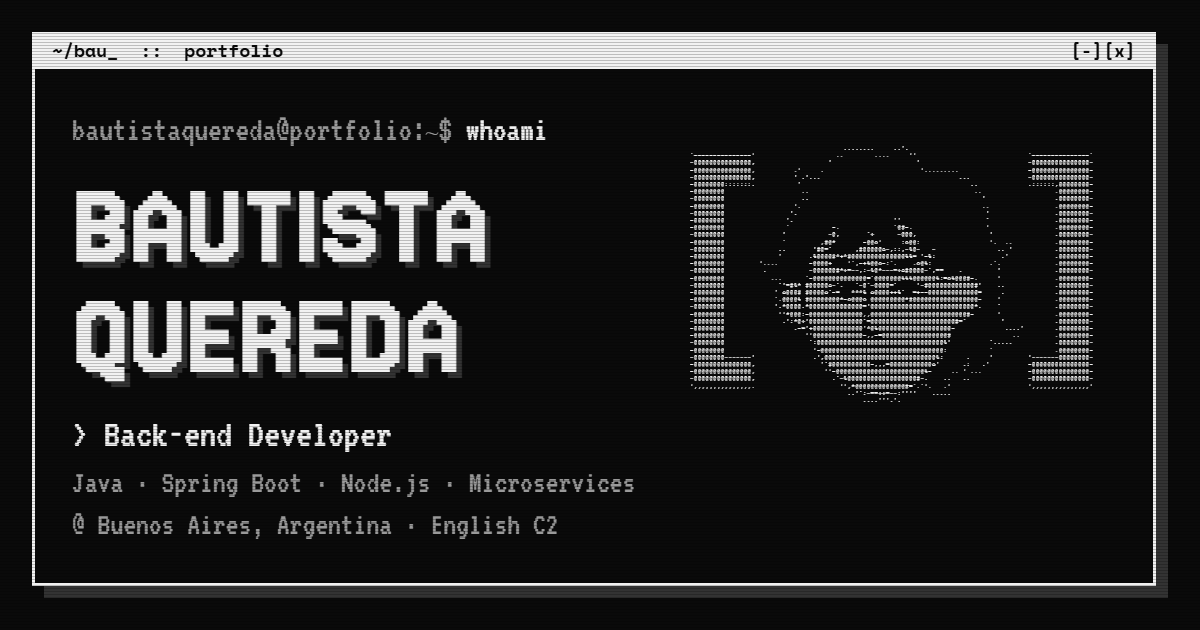 ~/bau_ :: portfolio [-][x]
bautistaquereda@portfolio:~$ whoami
BAUTISTA
QUEREDA
> Back-end Developer
Java · Spring Boot · Node.js · Microservices
@ Buenos Aires, Argentina · English C2